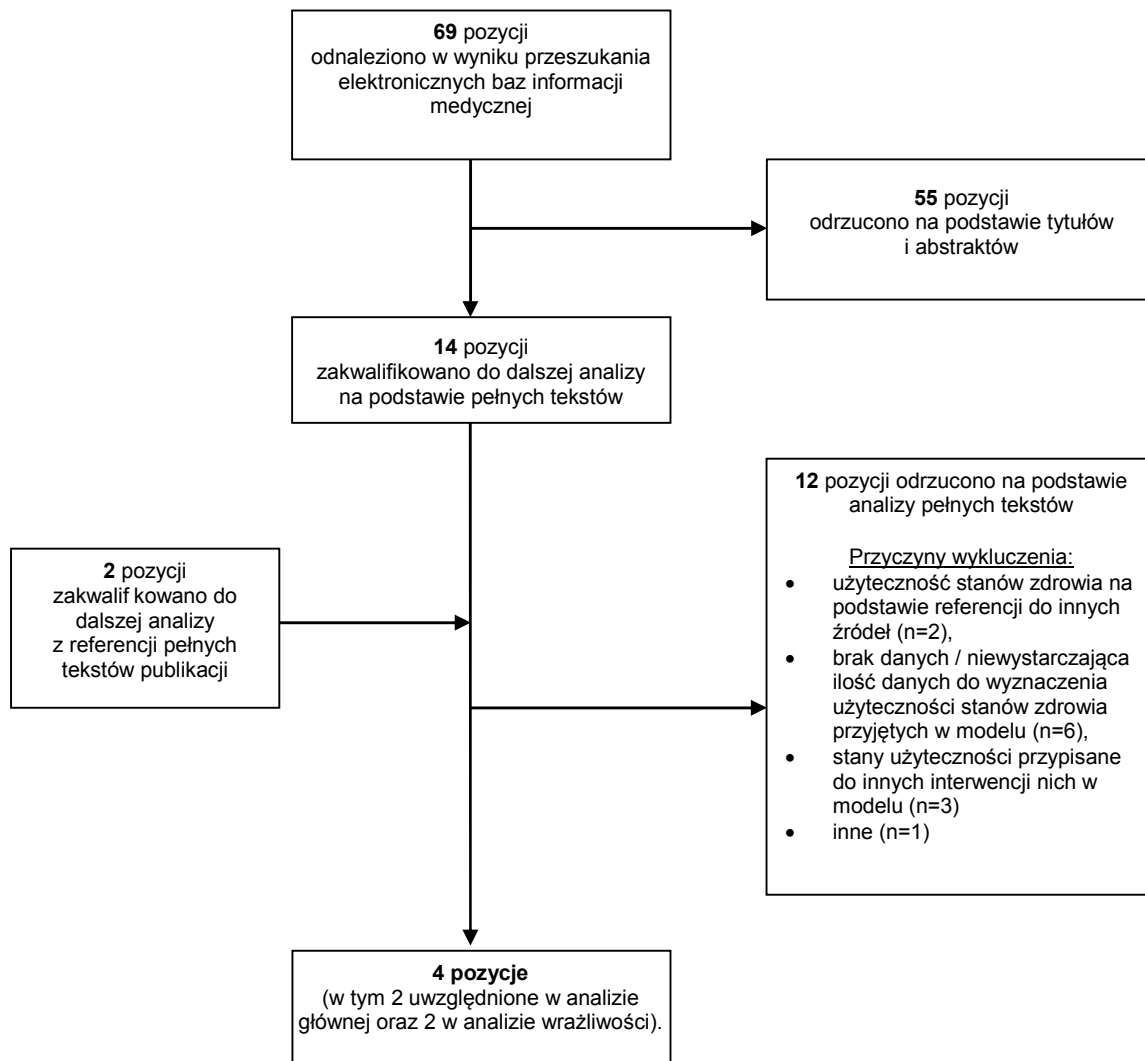 69 pozycji
odnaleziono w wyniku przeszukania
elektronicznych baz informacji
medycznej
55 pozycji
odrzucono na podstawie tytułów
i abstraktów
14 pozycji
zakwalifikowano do dalszej analizy
na podstawie pełnych tekstów
12 pozycji odrzucono na podstawie
analizy pełnych tekstów
Przyczyny wykluczenia:
• użyteczność stanów zdrowia na
podstawie referencji do innych
źródeł (n=2),
• brak danych / niewystarczająca
ilość danych do wyznaczenia
użyteczności stanów zdrowia
przyjętych w modelu (n=6),
• stany użyteczności przypisane
do innych interwencji nich w
modelu (n=3)
• inne (n=1)
2 pozycji
zakwalif kowano do
dalszej analizy
z referencji pełnych
tekstów publikacji
4 pozycje
(w tym 2 uwzględnione w analizie
głównej oraz 2 w analizie wrażliwości).